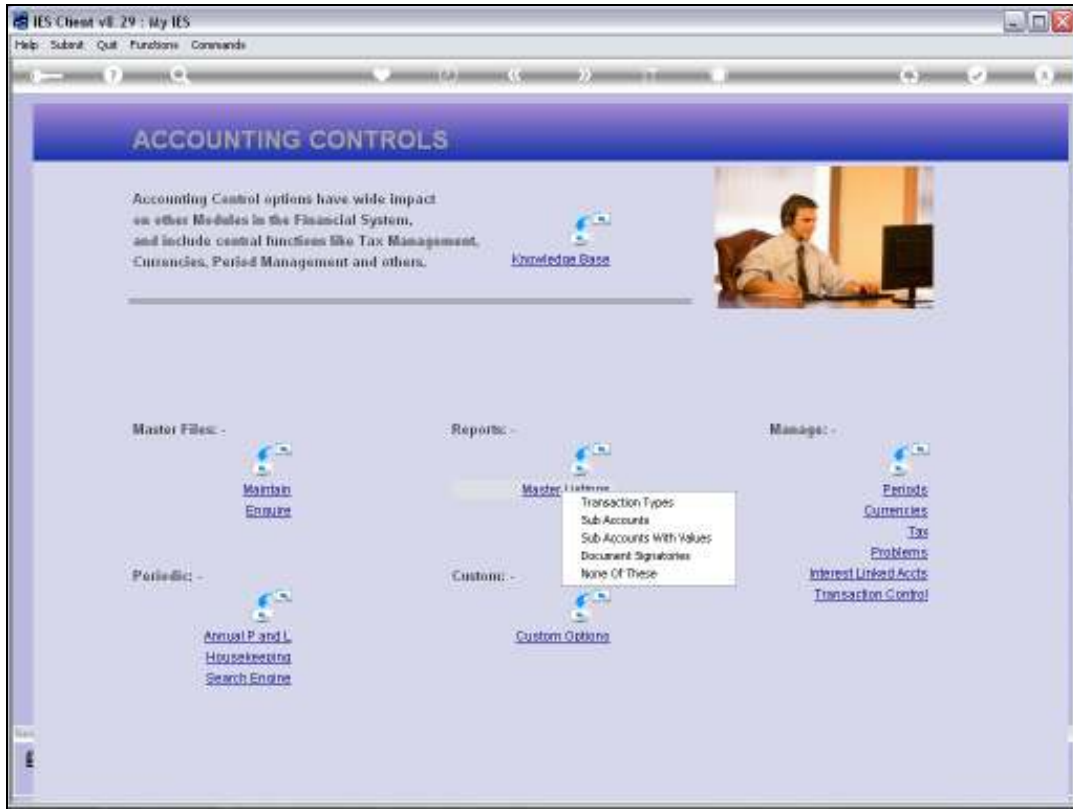 IES Client v8.29 : My IES
Help Submit Quit Functions Commands
ACCOUNTING CONTROLS
Accounting Control options have wide impact
on other Modules in the Financial System,
and include central functions like Tax Management,
Currencies, Period Management and others.
Knowledge Base
Master Files: -
Maintain
Enquire
Reports: -
Master Listings
Transaction Types
Sub Accounts
Sub Accounts With Values
Document Signatories
None Of These
Manage: -
Periods
Currencies
Tax
Problems
Interest Linked Accts
Transaction Control
Periodic: -
Annual P and L
Housekeeping
Search Engine
Custom: -
Custom Options